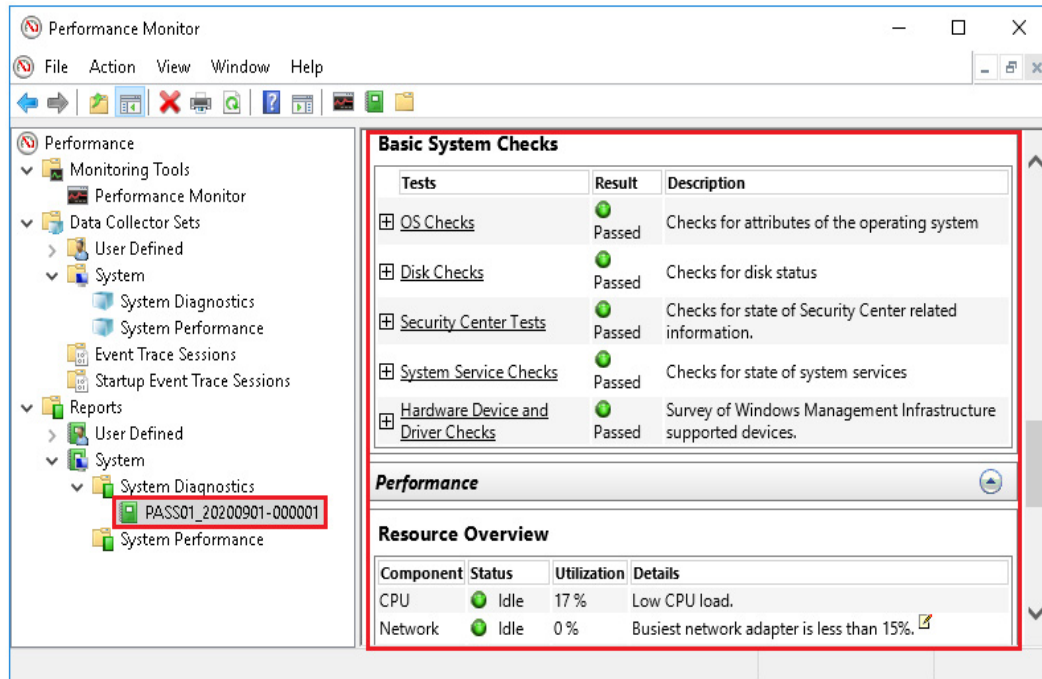 Performance Monitor
File Action View Window Help
Performance
Monitoring Tools
Performance Monitor
Data Collector Sets
User Defined
System
System Diagnostics
System Performance
Event Trace Sessions
Startup Event Trace Sessions
Reports
User Defined
System
System Diagnostics
PASS01_20200901-000001
System Performance
Basic System Checks
Tests Result Description
OS Checks Passed Checks for attributes of the operating system
Disk Checks Passed Checks for disk status
Security Center Tests Passed Checks for state of Security Center related
information.
System Service Checks Passed Checks for state of system services
Hardware Device and Passed Survey of Windows Management Infrastructure
Driver Checks supported devices.
Performance
Resource Overview
Component Status Utilization Details
CPU Idle 17 % Low CPU load.
Network Idle 0 % Busiest network adapter is less than 15%.